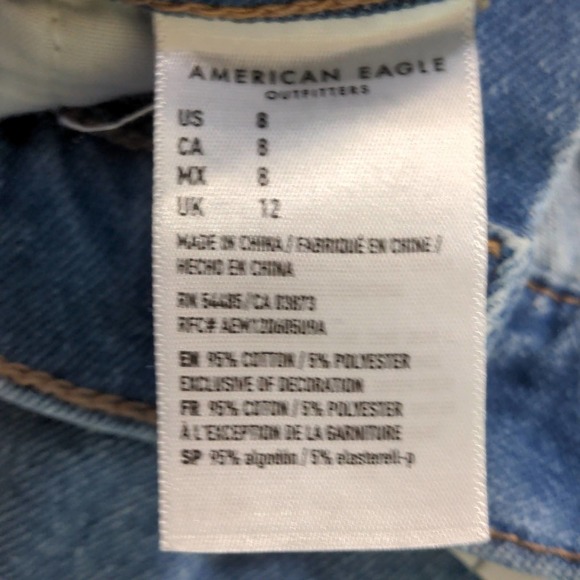 AMERICAN EAGLE
OUTFITTERS
US 8
CA 8
MX 8
UK 12
MADE IN CHINA / FABRIQUÉ EN CHINE /
HECHO EN CHINA
RN 54485/CA 03873
RFC# AEM1206050J9A
EN 95% COTTON / 5% POLYESTER
EXCLUSIVE OF DECORATION
FR 95% COTON / 5% POLYESTER
À L'EXCEPTION DE LA GARNITURE
SP 95% algodón / 5% elasterell-p